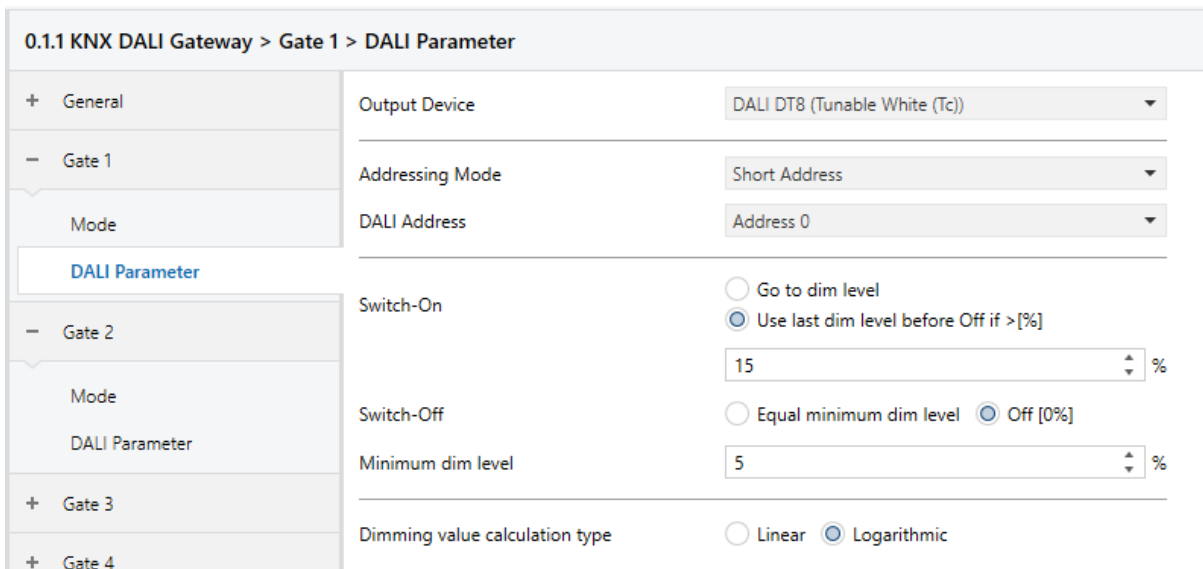 0.1.1 KNX DALI Gateway > Gate 1 > DALI Parameter
+ General
− Gate 1
Mode
DALI Parameter
− Gate 2
Mode
DALI Parameter
+ Gate 3
+ Gate 4
Output Device DALI DT8 (Tunable White (Tc))
Addressing Mode Short Address
DALI Address Address 0
Switch-On Go to dim level
Use last dim level before Off if >[%]
15 %
Switch-Off Equal minimum dim level Off [0%]
Minimum dim level 5 %
Dimming value calculation type Linear Logarithmic